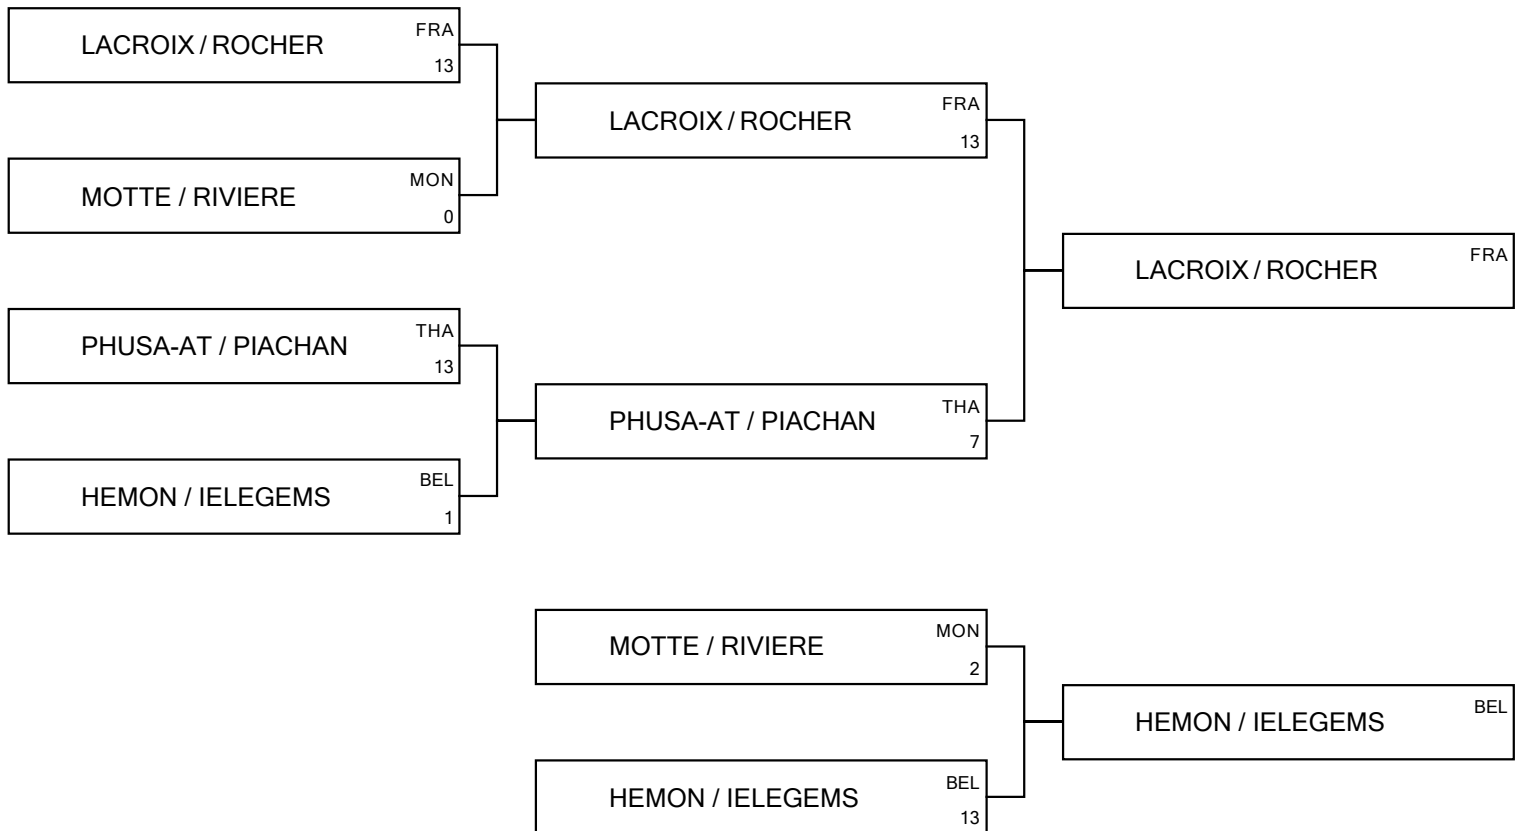 LACROIX / ROCHER FRA
13
MOTTE / RIVIERE MON
0
PHUSA-AT / PIACHAN THA
13
HEMON / IELEGEMS BEL
1
LACROIX / ROCHER FRA
13
PHUSA-AT / PIACHAN THA
7
LACROIX / ROCHER FRA
MOTTE / RIVIERE MON
2
HEMON / IELEGEMS BEL
13
HEMON / IELEGEMS BEL